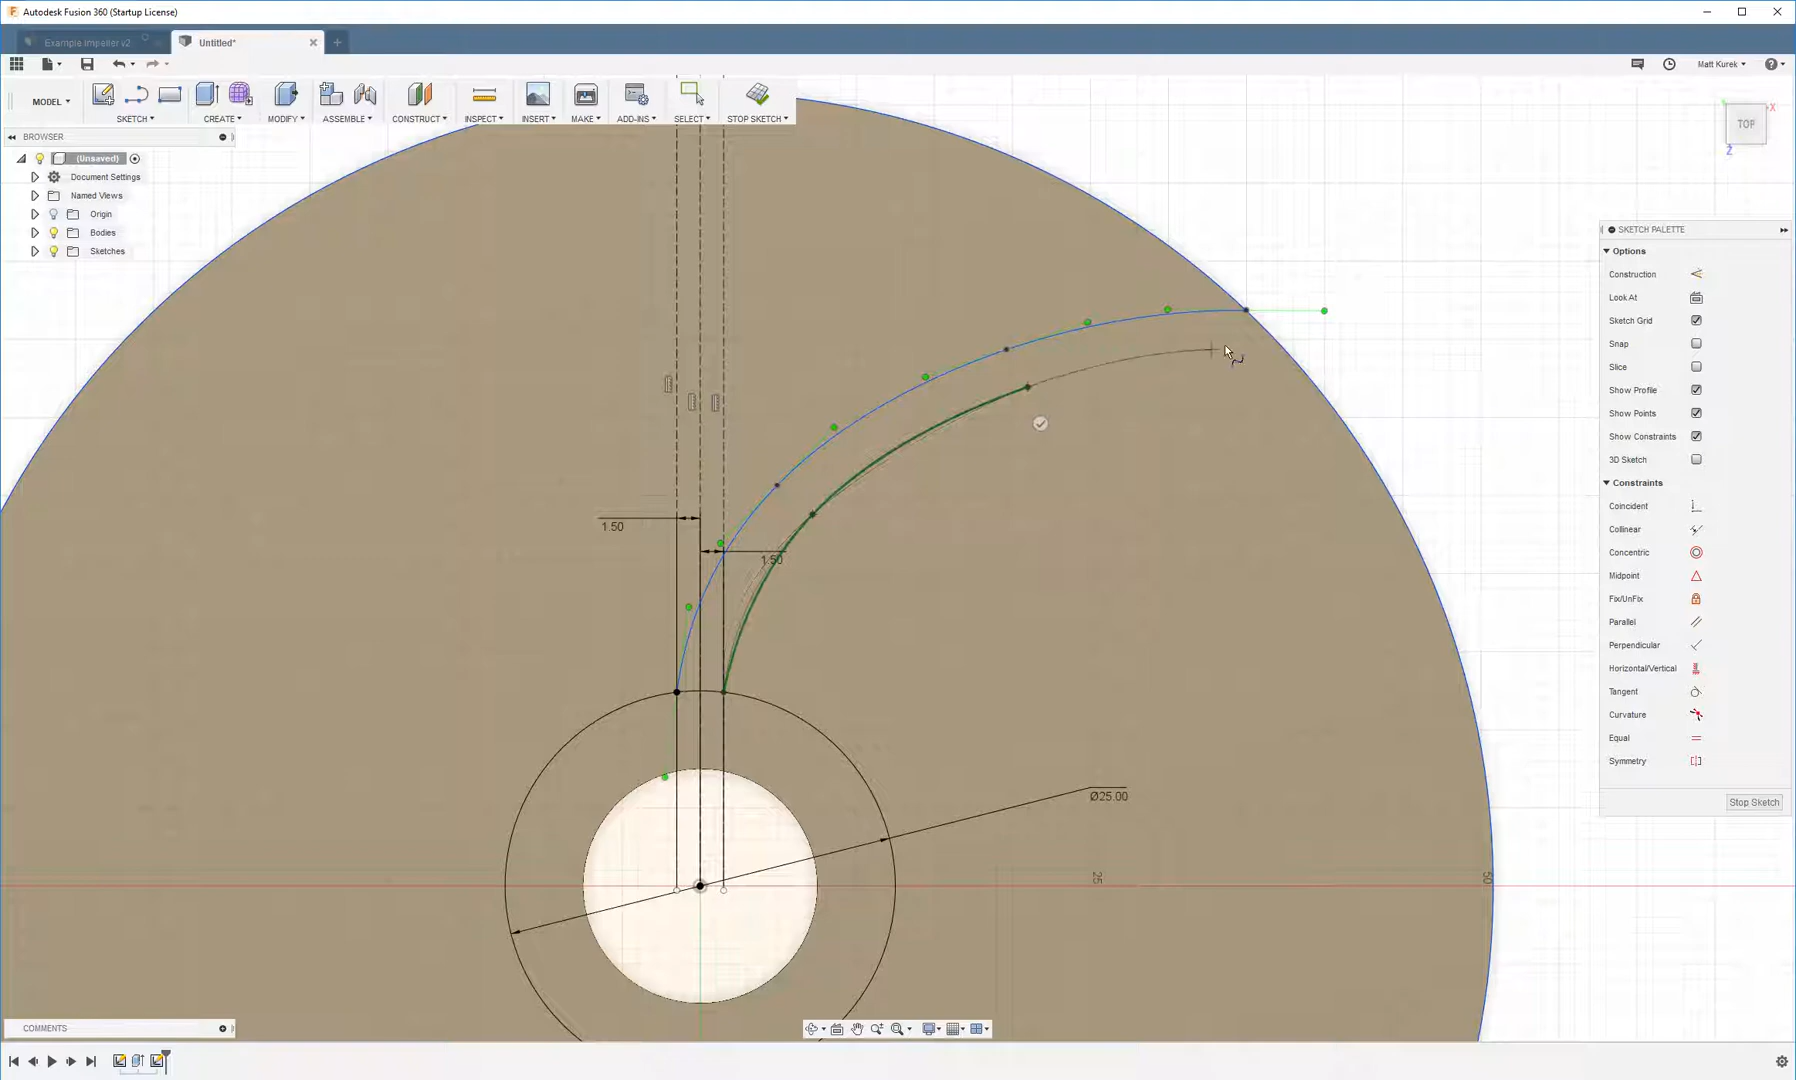 Autodesk Fusion 360 (Startup License)
Example Impeller v2
Untitled*
Matt Kurek
MODEL
SKETCH
CREATE
MODIFY
ASSEMBLE
CONSTRUCT
INSPECT
INSERT
MAKE
ADD-INS
SELECT
STOP SKETCH
BROWSER
(Unsaved)
Document Settings
Named Views
Origin
Bodies
Sketches
X
TOP
Z
SKETCH PALETTE
Options
Construction
Look At
Sketch Grid
Snap
Slice
Show Profile
Show Points
Show Constraints
3D Sketch
Constraints
Coincident
Collinear
Concentric
Midpoint
Fix/UnFix
Parallel
Perpendicular
Horizontal/Vertical
Tangent
Curvature
Equal
Symmetry
Stop Sketch
1.50
1.50
Ø25.00
25
50
COMMENTS